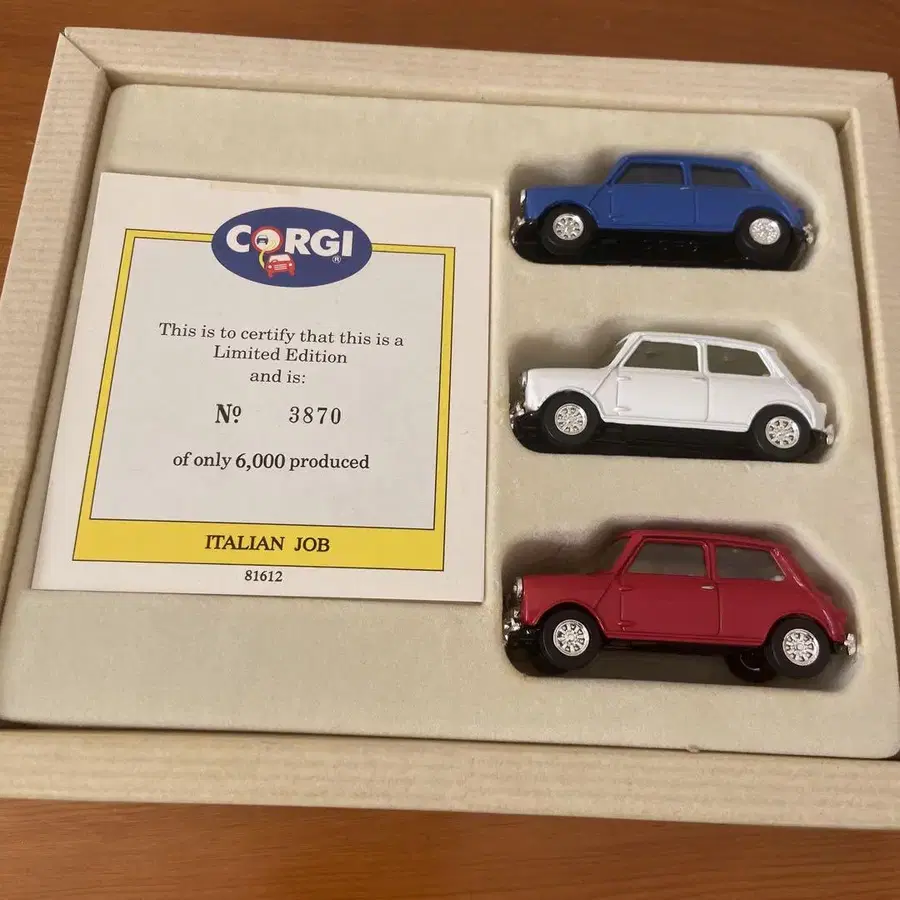 CORGI
®
This is to certify that this is a
Limited Edition
and is:
Nº 3870
of only 6,000 produced
ITALIAN JOB
81612